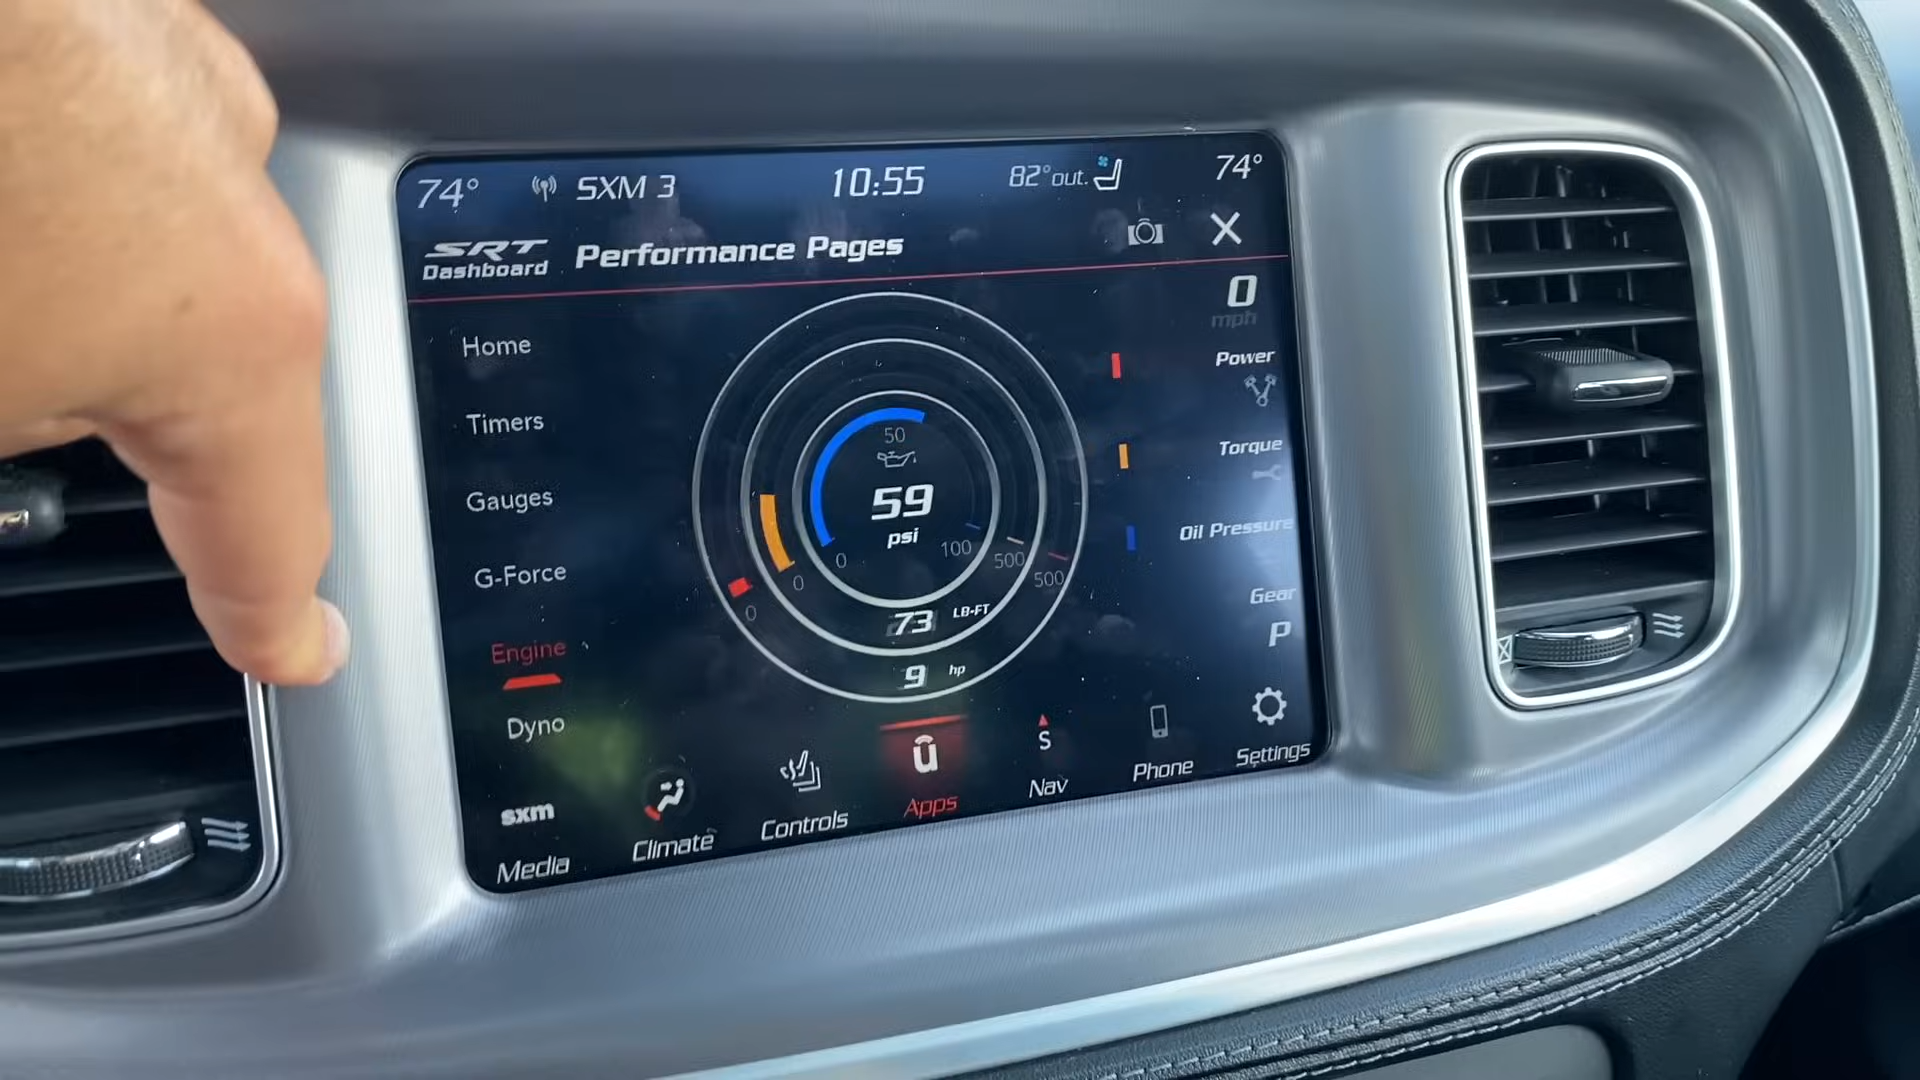 74° SXM 3 10:55 82° out. 74°
SRT
Dashboard
Performance Pages
Home
Timers
Gauges
G-Force
Engine
Dyno
50
59
psi
0
100
0
500
0
500
73 LB-FT
9 hp
0
mph
Power
Torque
Oil Pressure
Gear
P
sxm
Media
Climate
Controls
Apps
S
Nav
Phone
Settings